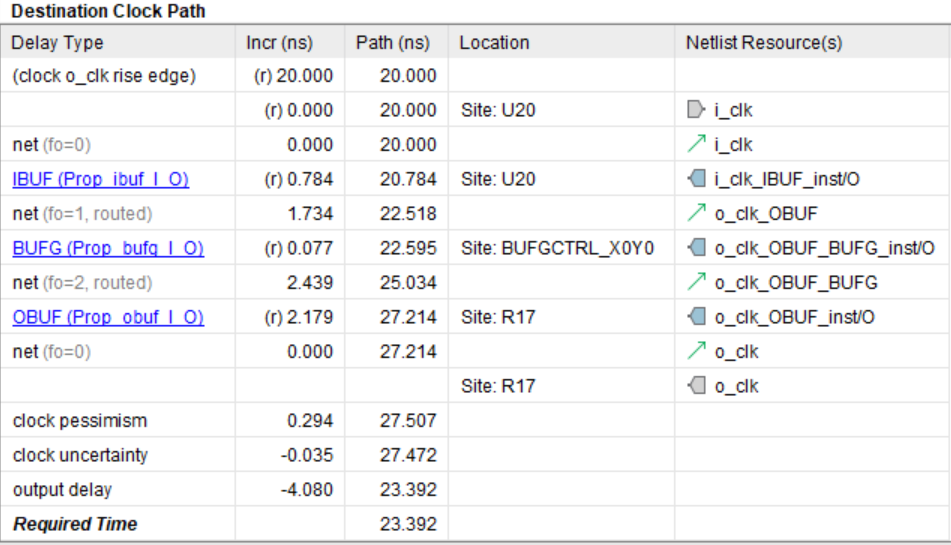 Destination Clock Path
Delay Type Incr (ns) Path (ns) Location Netlist Resource(s)
(clock o_clk rise edge) (r) 20.000 20.000
(r) 0.000 20.000 Site: U20 i_clk
net (fo=0) 0.000 20.000 i_clk
IBUF (Prop_ibuf_I_O) (r) 0.784 20.784 Site: U20 i_clk_IBUF_inst/O
net (fo=1, routed) 1.734 22.518 o_clk_OBUF
BUFG (Prop_bufg_I_O) (r) 0.077 22.595 Site: BUFGCTRL_X0Y0 o_clk_OBUF_BUFG_inst/O
net (fo=2, routed) 2.439 25.034 o_clk_OBUF_BUFG
OBUF (Prop_obuf_I_O) (r) 2.179 27.214 Site: R17 o_clk_OBUF_inst/O
net (fo=0) 0.000 27.214 o_clk
Site: R17 o_clk
clock pessimism 0.294 27.507
clock uncertainty -0.035 27.472
output delay -4.080 23.392
Required Time 23.392